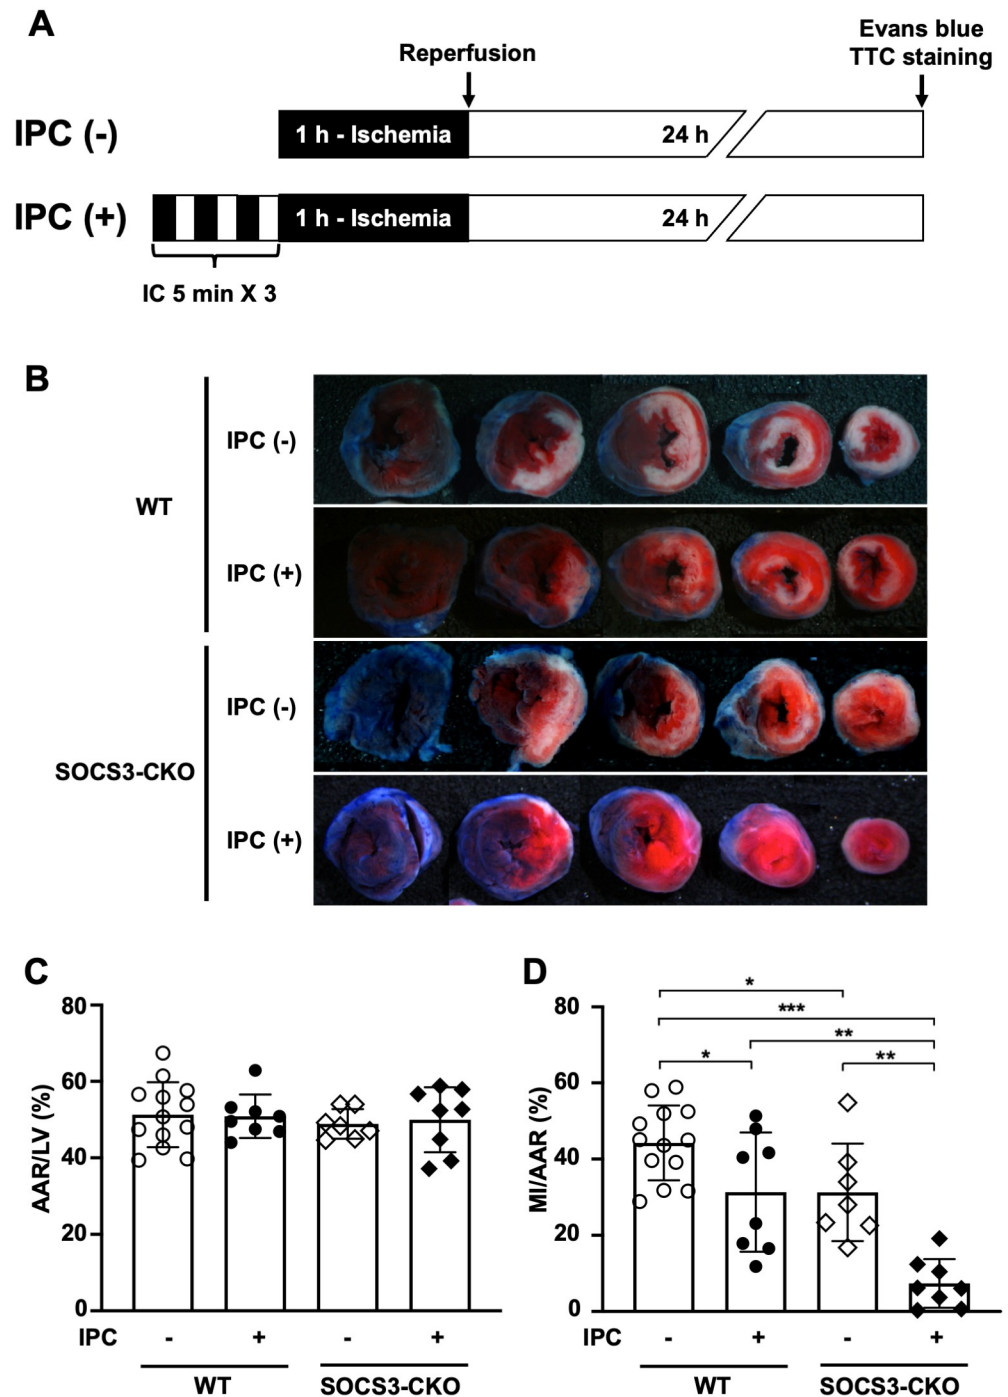 A
Reperfusion
Evans blue
TTC staining
IPC (-)
1 h - Ischemia
24 h
IPC (+)
1 h - Ischemia
24 h
IC 5 min X 3
B
WT
IPC (-)
IPC (+)
SOCS3-CKO
IPC (-)
IPC (+)
C
AAR/LV (%)
80
60
40
20
0
IPC - + - +
WT SOCS3-CKO
D
MI/AAR (%)
80
60
40
20
0
*
***
**
* **
IPC - + - +
WT SOCS3-CKO